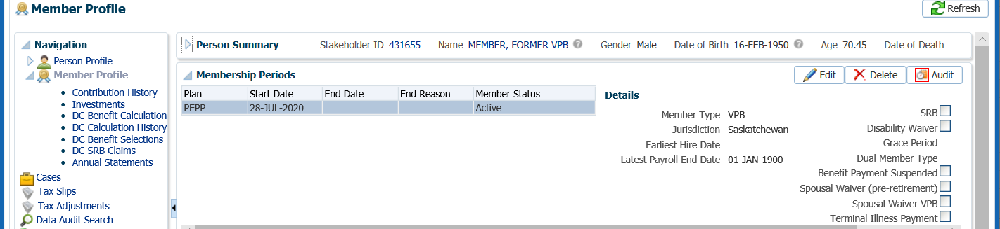 Member Profile
Refresh
Navigation
Person Profile
Member Profile
Contribution History
Investments
DC Benefit Calculation
DC Calculation History
DC Benefit Selections
DC SRB Claims
Annual Statements
Cases
Tax Slips
Tax Adjustments
Data Audit Search
Person Summary Stakeholder ID 431655 Name MEMBER, FORMER VPB Gender Male Date of Birth 16-FEB-1950 Age 70.45 Date of Death
Membership Periods Edit Delete Audit
Plan Start Date End Date End Reason Member Status
PEPP 28-JUL-2020 Active
Details
Member Type VPB
Jurisdiction Saskatchewan
Earliest Hire Date
Latest Payroll End Date 01-JAN-1900
SRB
Disability Waiver
Grace Period
Dual Member Type
Benefit Payment Suspended
Spousal Waiver (pre-retirement)
Spousal Waiver VPB
Terminal Illness Payment